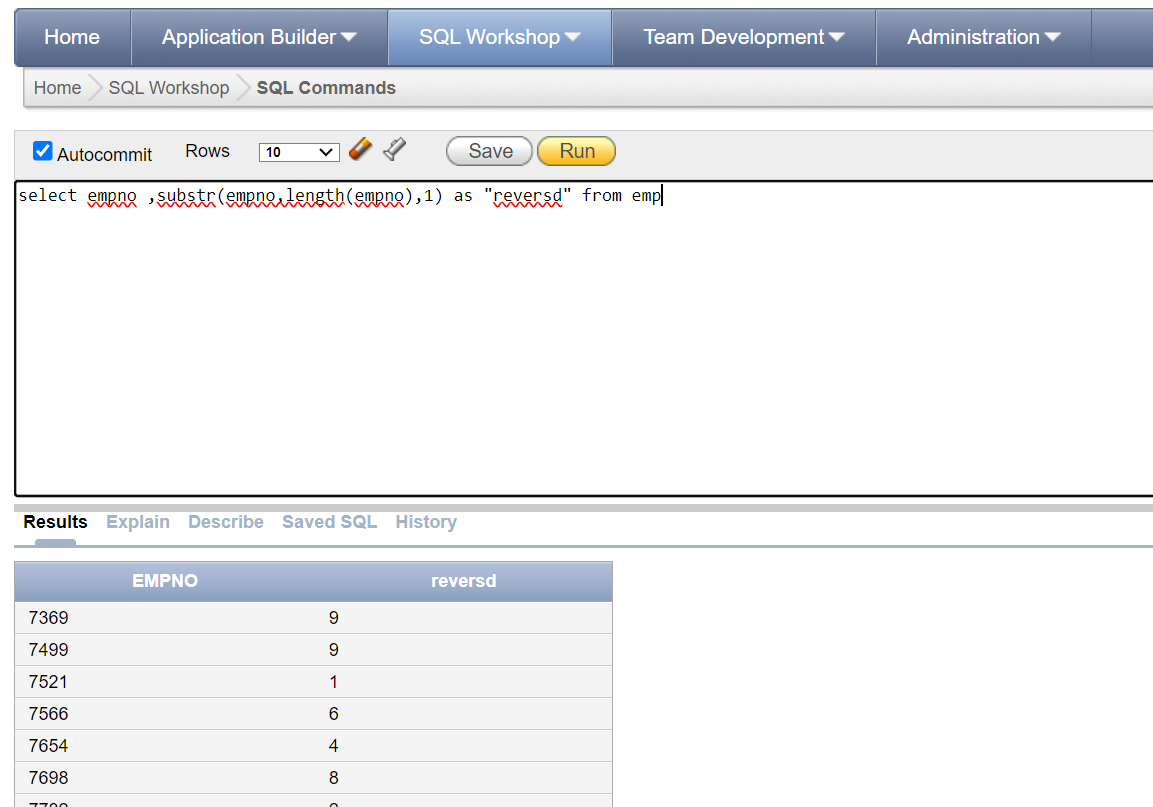 Home Application Builder SQL Workshop Team Development Administration
Home SQL Workshop SQL Commands
Autocommit Rows 10 Save Run
select empno ,substr(empno,length(empno),1) as "reversd" from emp
Results Explain Describe Saved SQL History
EMPNO reversd
7369 9
7499 9
7521 1
7566 6
7654 4
7698 8